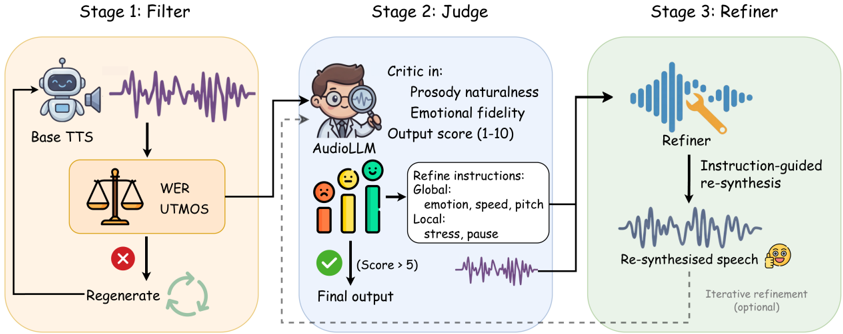 Stage 1: Filter
Base TTS
WER
UTMOS
Regenerate
Stage 2: Judge
AudioLLM
Critic in:
Prosody naturalness
Emotional fidelity
Output score (1-10)
Refine instructions:
Global:
emotion, speed, pitch
Local:
stress, pause
(Score > 5)
Final output
Stage 3: Refiner
Refiner
Instruction-guided
re-synthesis
Re-synthesised speech
Iterative refinement
(optional)